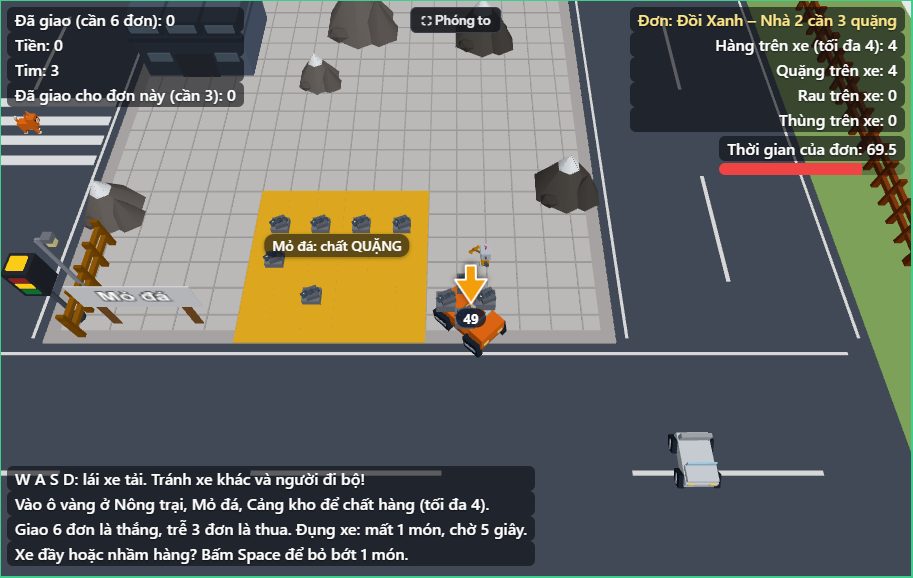 Đã giao (cần 6 đơn): 0
Tiền: 0
Tim: 3
Đã giao cho đơn này (cần 3): 0
Phóng to
Đơn: Đồi Xanh – Nhà 2 cần 3 quặng
Hàng trên xe (tối đa 4): 4
Quặng trên xe: 4
Rau trên xe: 0
Thùng trên xe: 0
Thời gian của đơn: 69.5
Mỏ đá: chất QUẶNG
Mỏ đá
49
W A S D: lái xe tải. Tránh xe khác và người đi bộ!
Vào ô vàng ở Nông trại, Mỏ đá, Cảng kho để chất hàng (tối đa 4).
Giao 6 đơn là thắng, trễ 3 đơn là thua. Đụng xe: mất 1 món, chờ 5 giây.
Xe đầy hoặc nhầm hàng? Bấm Space để bỏ bớt 1 món.